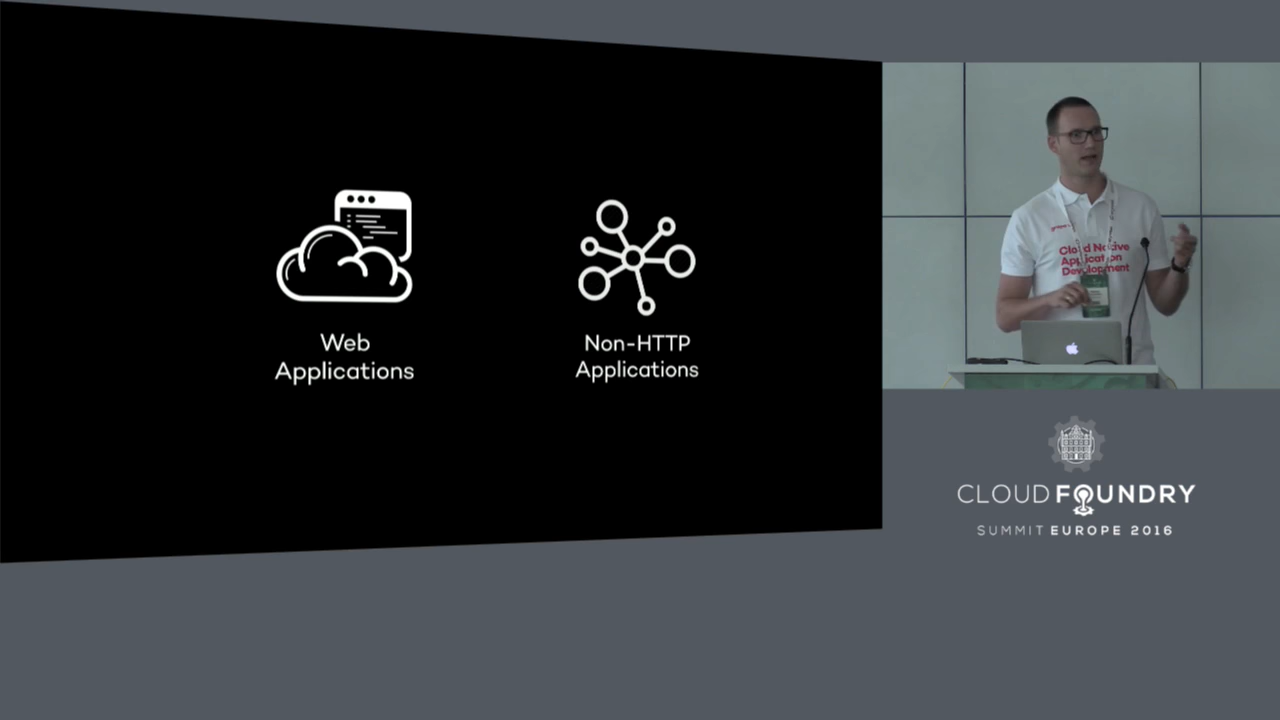 Web
Applications
Non-HTTP
Applications
Cloud Native
Application
Development
CLOUD FOUNDRY
SUMMIT EUROPE 2016